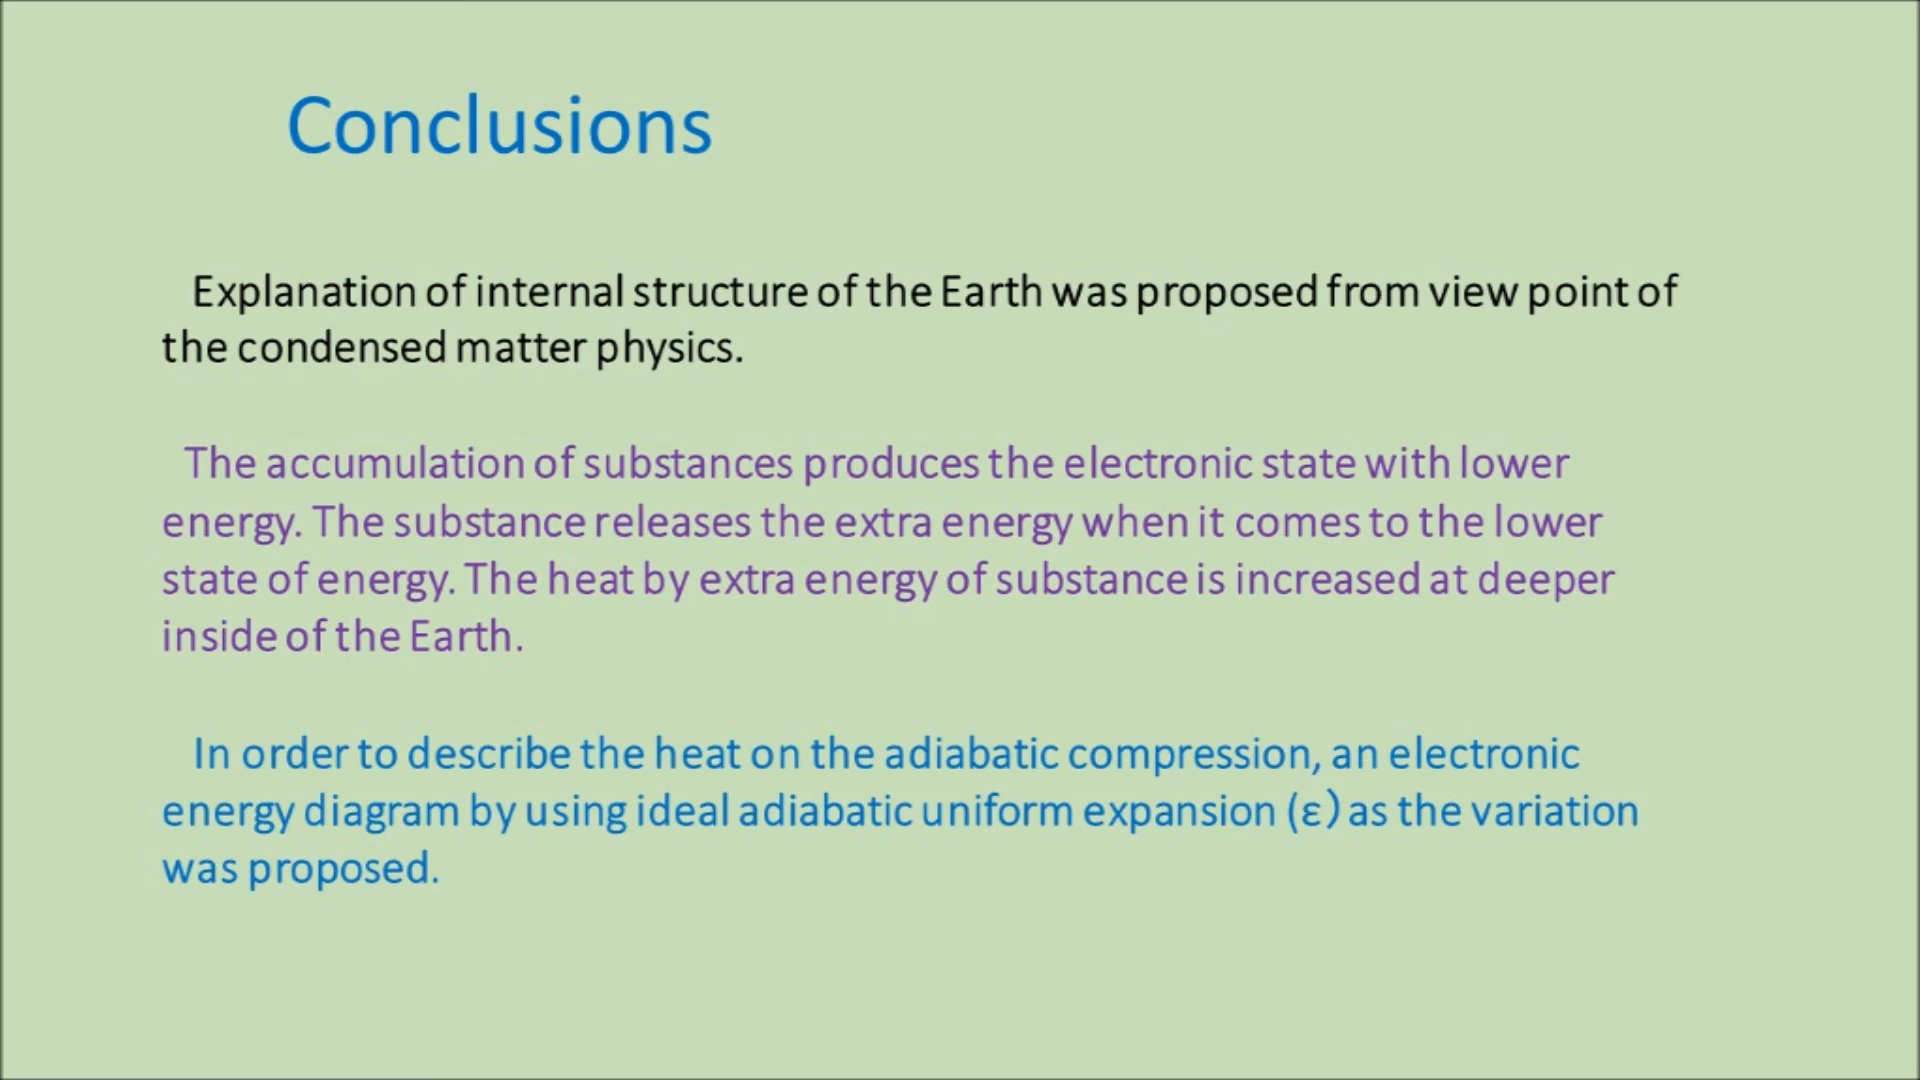 Conclusions
Explanation of internal structure of the Earth was proposed from view point of
the condensed matter physics.
The accumulation of substances produces the electronic state with lower
energy. The substance releases the extra energy when it comes to the lower
state of energy. The heat by extra energy of substance is increased at deeper
inside of the Earth.
In order to describe the heat on the adiabatic compression, an electronic
energy diagram by using ideal adiabatic uniform expansion (ε) as the variation
was proposed.